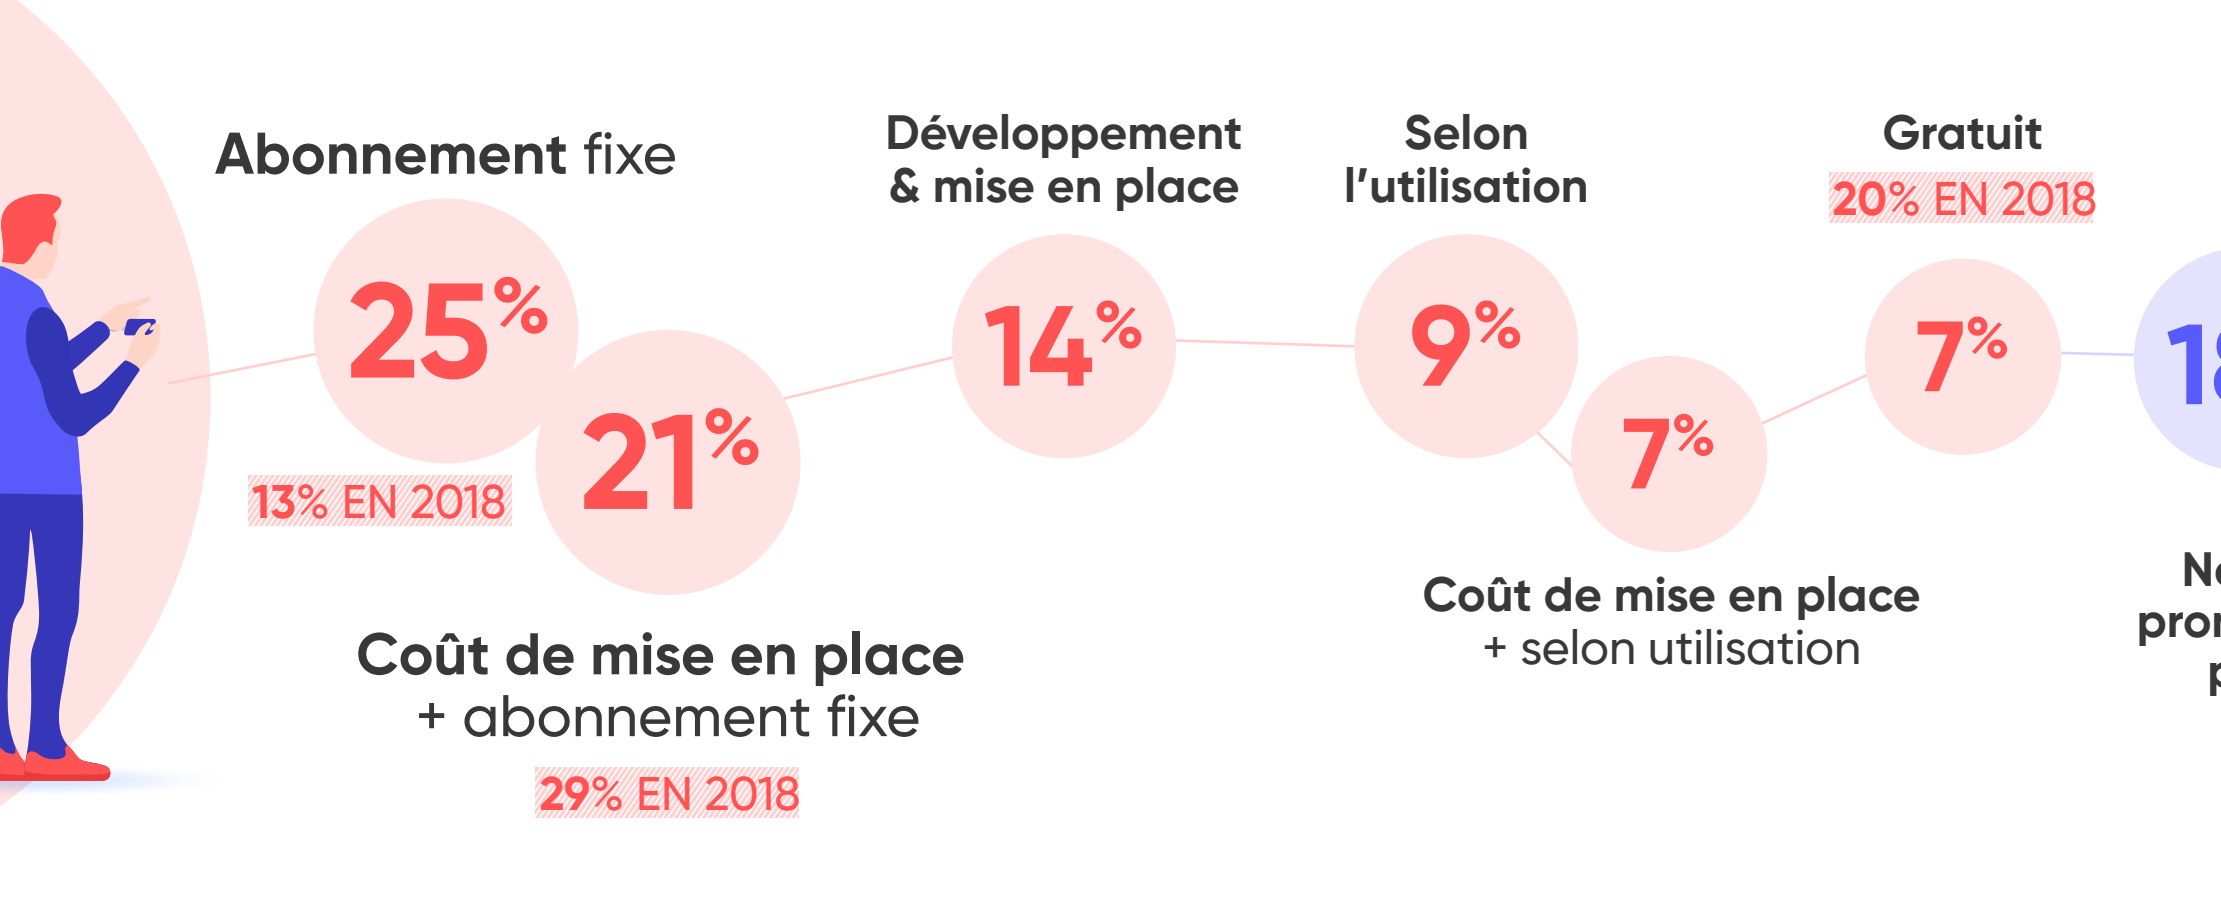 Abonnement fixe
25%
13% EN 2018
21%
Coût de mise en place
+ abonnement fixe
29% EN 2018
Développement
& mise en place
14%
Selon
l’utilisation
9%
7%
Coût de mise en place
+ selon utilisation
Gratuit
20% EN 2018
7%